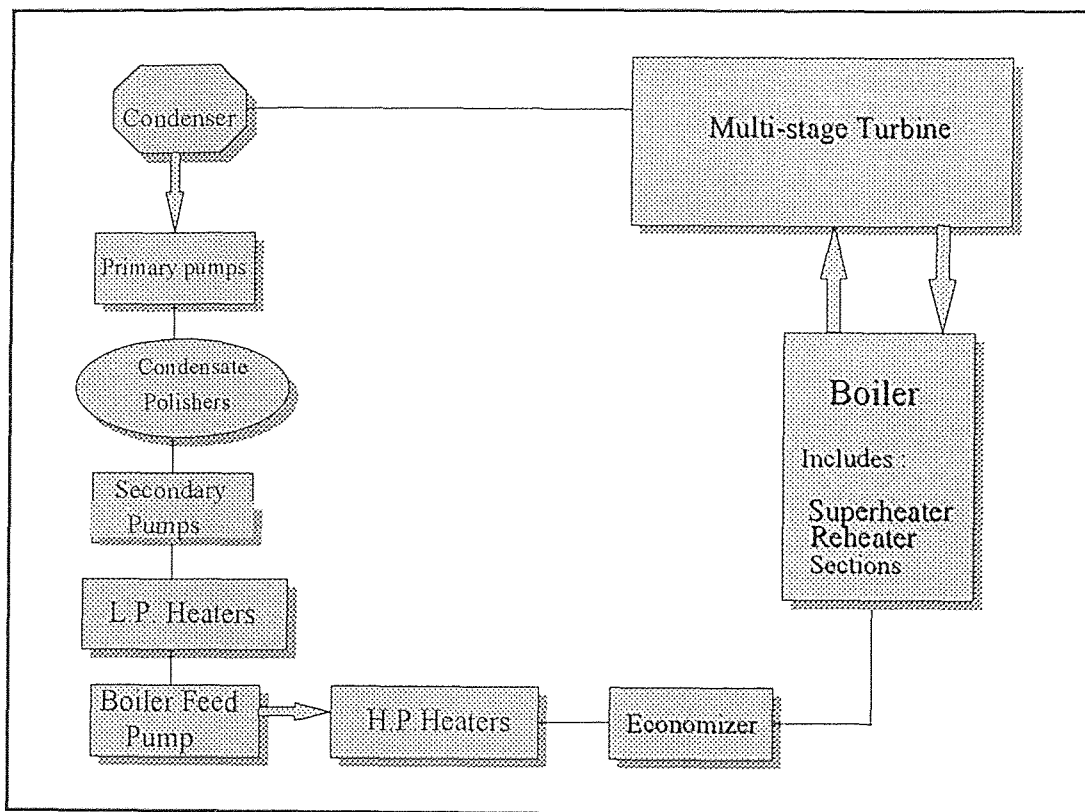 Condenser
Multi-stage Turbine
Primary pumps
Condensate
Polishers
Boiler
Includes :
Superheater
Reheater
Sections
Secondary
Pumps
L.P. Heaters
Boiler Feed
Pump
H.P. Heaters
Economizer